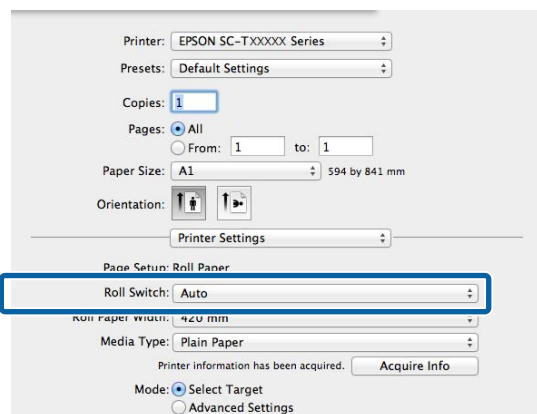 Printer: EPSON SC-TXXXXX Series
Presets: Default Settings
Copies: 1
Pages: All
From: 1 to: 1
Paper Size: A1 594 by 841 mm
Orientation:
Printer Settings
Page Setup: Roll Paper
Roll Switch: Auto
Roll Paper Width: 420 mm
Media Type: Plain Paper
Printer information has been acquired. Acquire Info
Mode: Select Target
Advanced Settings